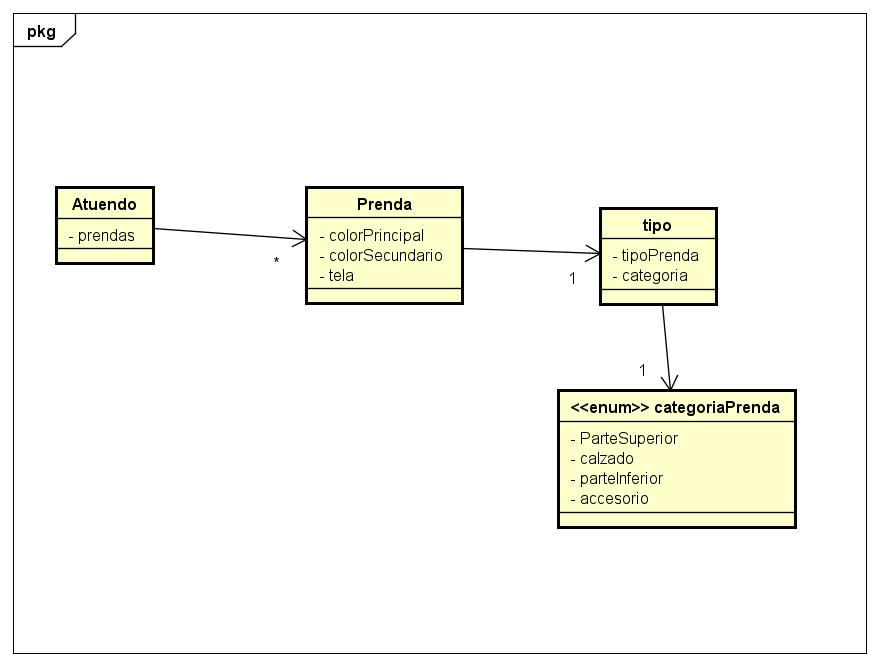 pkg
Atuendo
- prendas
*
Prenda
- colorPrincipal
- colorSecundario
- tela
1
tipo
- tipoPrenda
- categoria
1
<<enum>> categoriaPrenda
- ParteSuperior
- calzado
- parteInferior
- accesorio